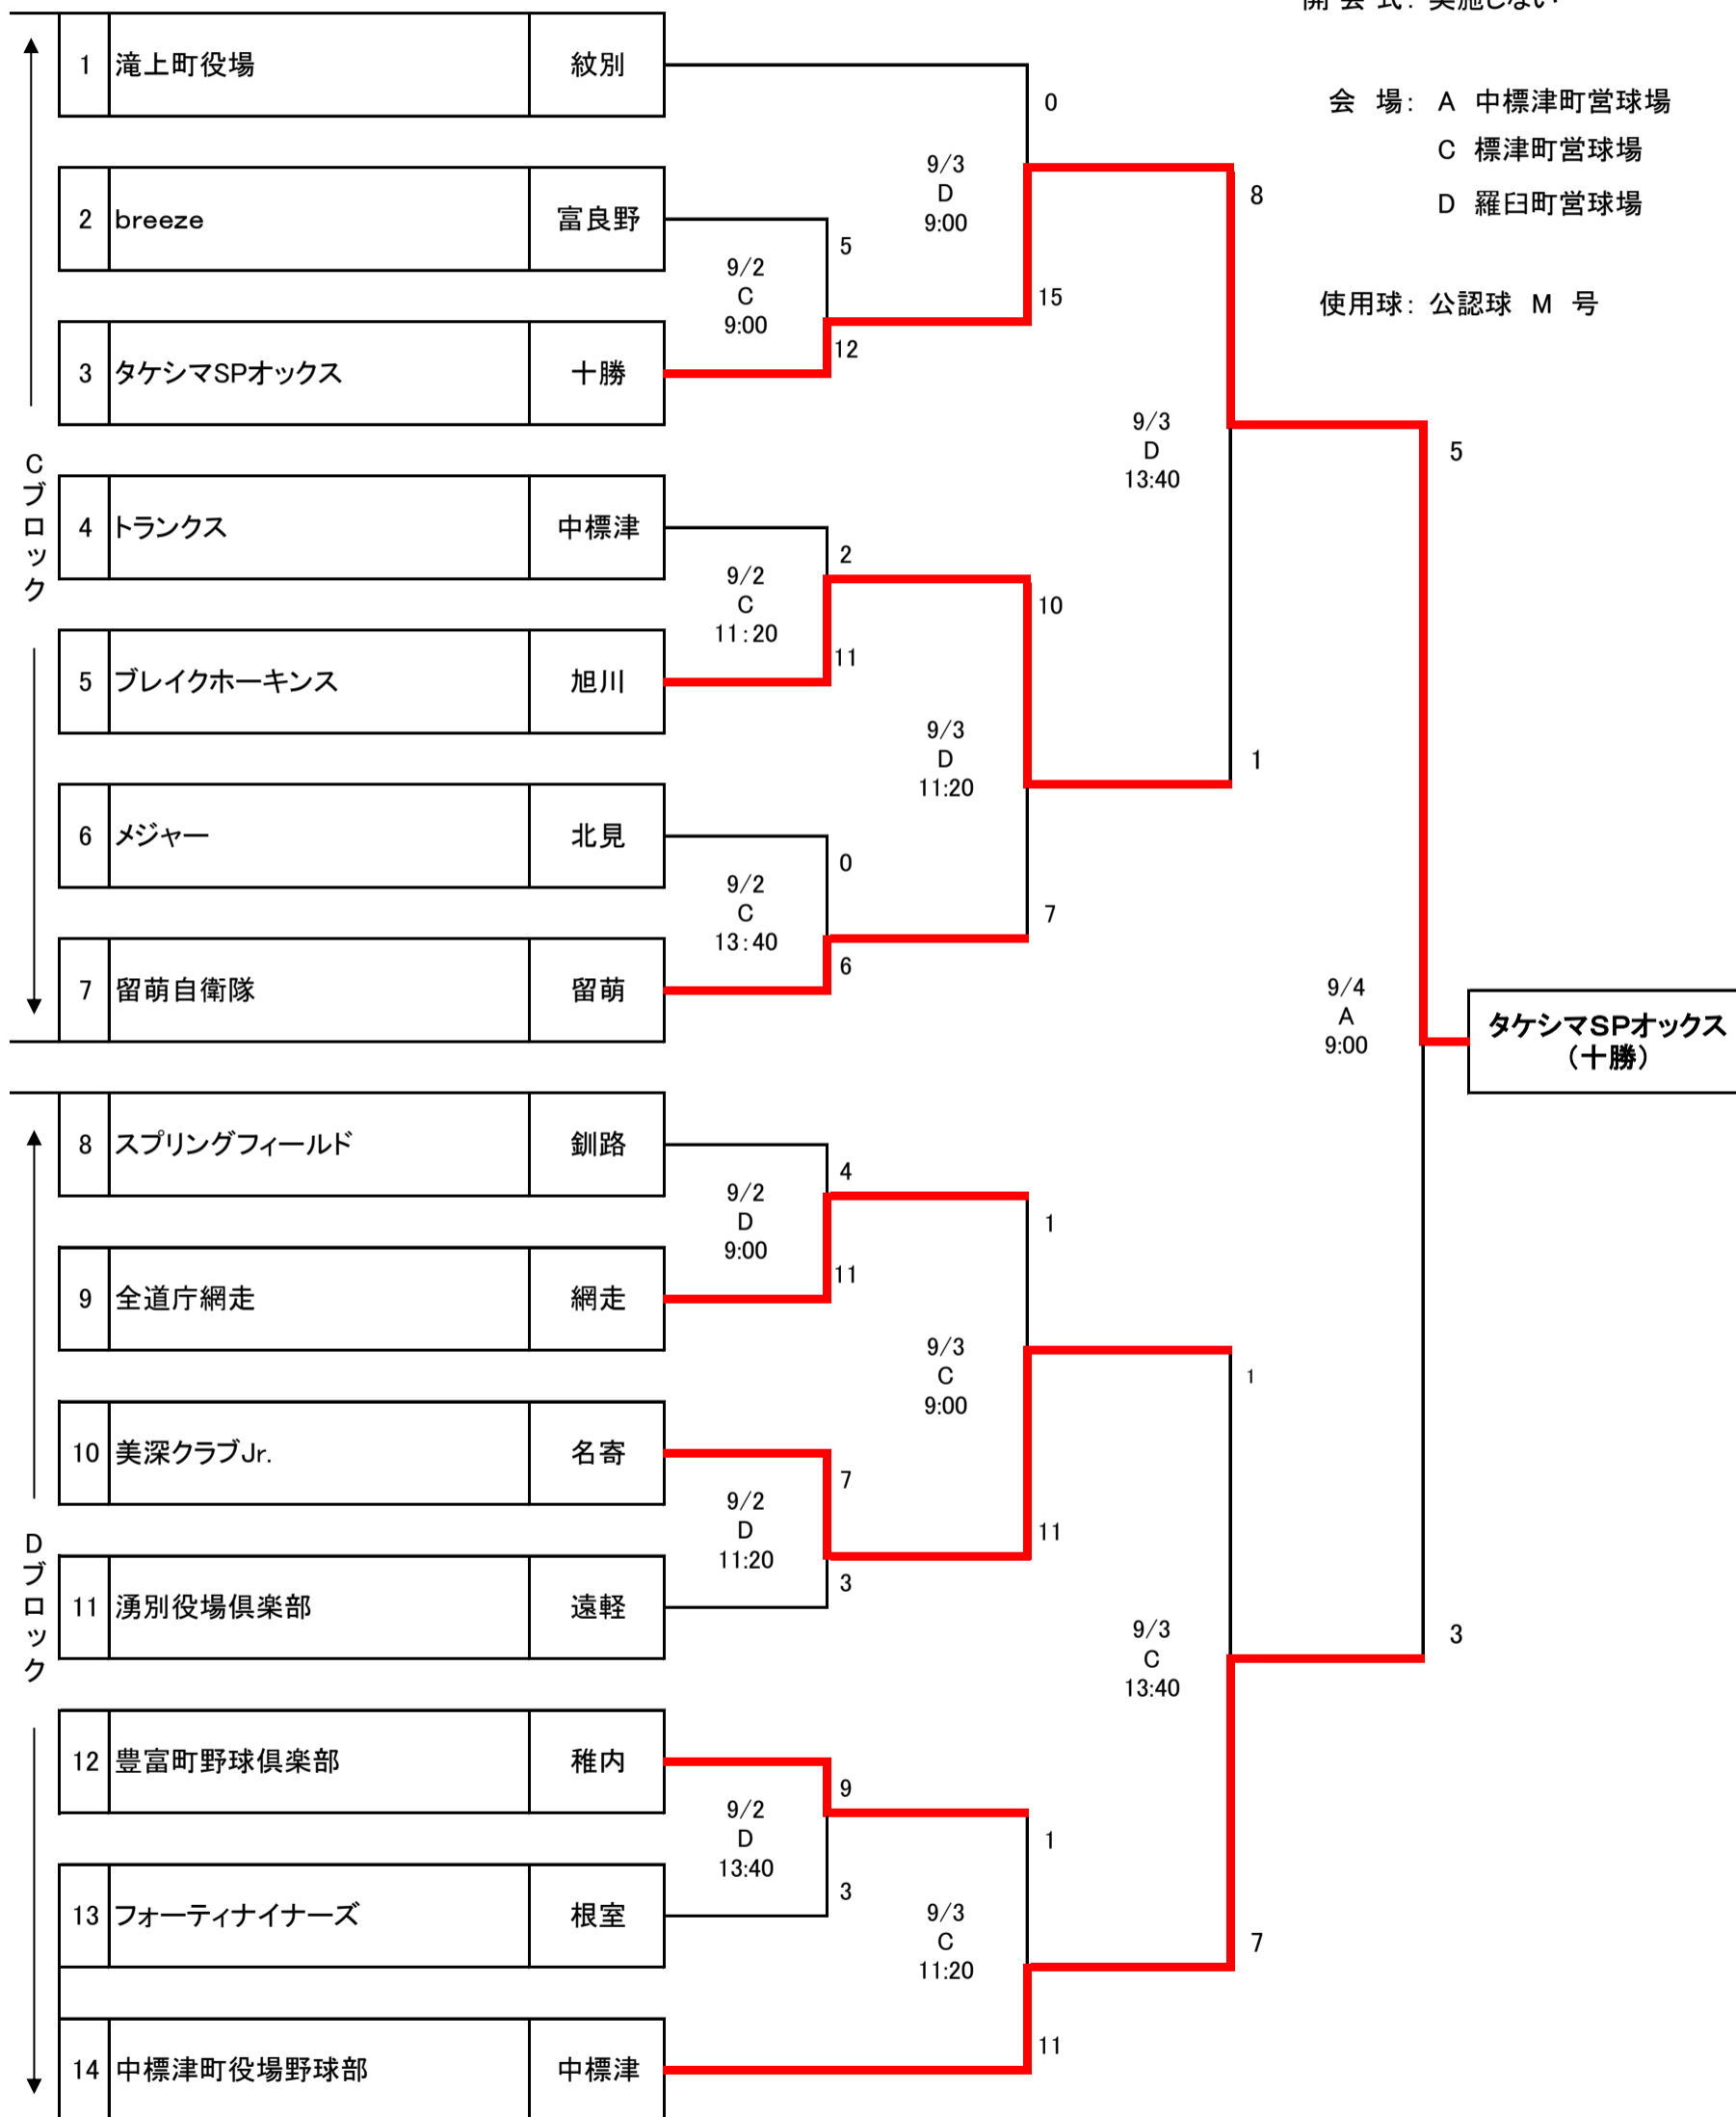 開 会 式： 実施しない
会 場： A 中標津町営球場
C 標津町営球場
D 羅臼町営球場
使用球： 公認球 M 号
Cブロック
1 滝上町役場 紋別
2 breeze 富良野
3 タケシマSPオックス 十勝
4 トランクス 中標津
5 ブレイクホーキンス 旭川
6 メジャー 北見
7 留萌自衛隊 留萌
Dブロック
8 スプリングフィールド 釧路
9 全道庁網走 網走
10 美深クラブJr. 名寄
11 湧別役場倶楽部 遠軽
12 豊富町野球倶楽部 稚内
13 フォーティナイナーズ 根室
14 中標津町役場野球部 中標津
5
9/2
C
9:00
12
2
9/2
C
11:20
11
0
9/2
C
13:40
6
4
9/2
D
9:00
11
7
9/2
D
11:20
3
9
9/2
D
13:40
3
0
9/3
D
9:00
15
10
9/3
D
11:20
7
1
9/3
C
9:00
11
1
9/3
C
11:20
11
8
9/3
D
13:40
1
1
9/3
C
13:40
7
5
9/4
A
9:00
3
タケシマSPオックス
（十勝）